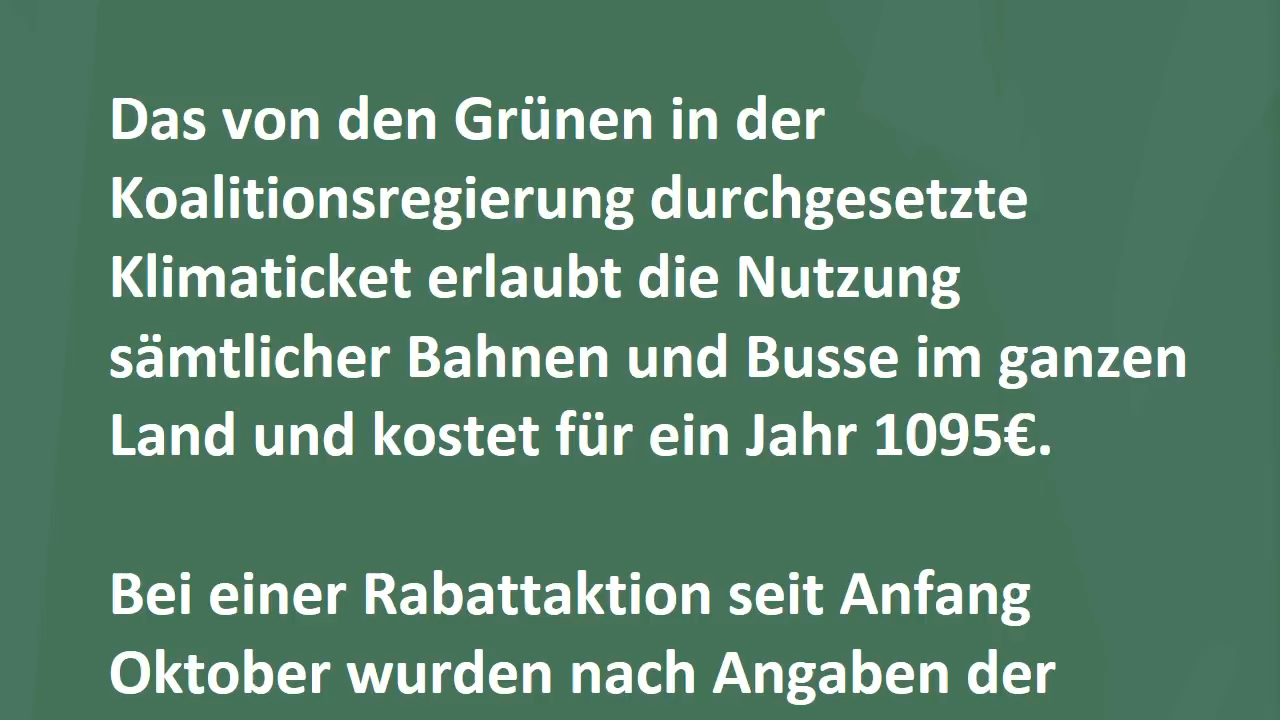 Das von den Grünen in der
Koalitionsregierung durchgesetzte
Klimaticket erlaubt die Nutzung
sämtlicher Bahnen und Busse im ganzen
Land und kostet für ein Jahr 1095€.
Bei einer Rabattaktion seit Anfang
Oktober wurden nach Angaben der